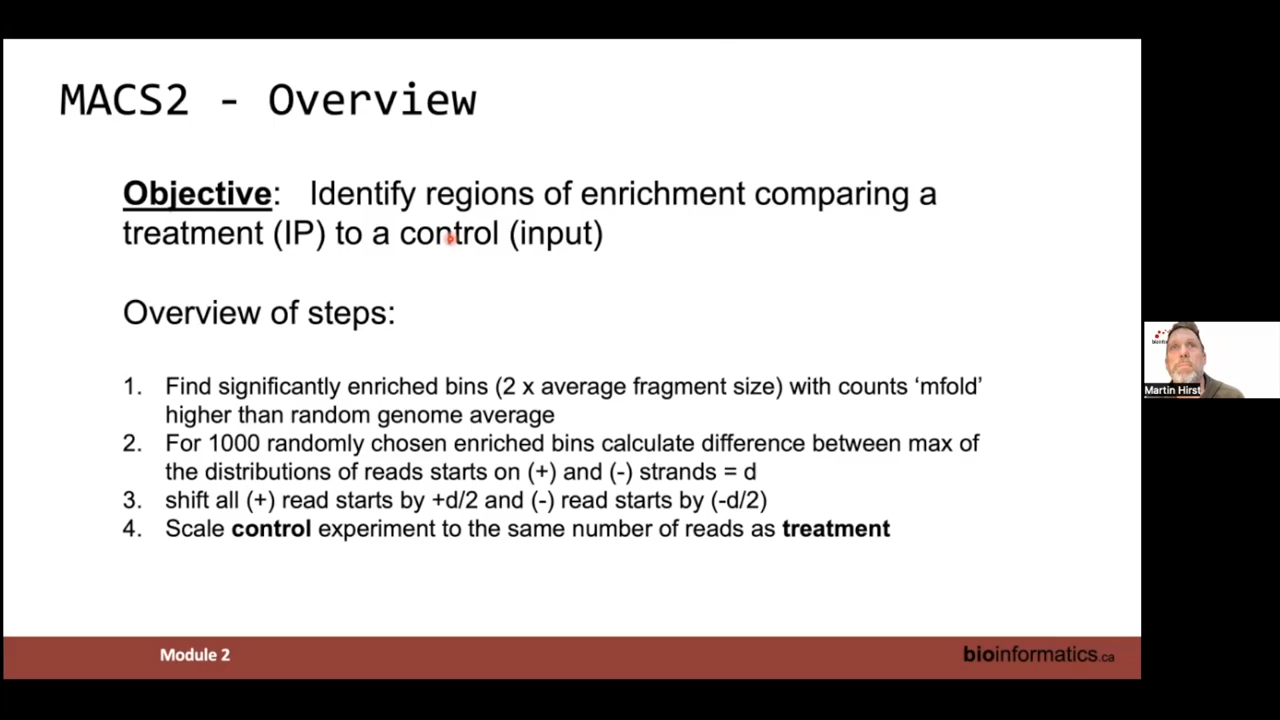 MACS2 - Overview
Objective: Identify regions of enrichment comparing a
treatment (IP) to a control (input)
Overview of steps:
1. Find significantly enriched bins (2 x average fragment size) with counts ‘mfold’
higher than random genome average
2. For 1000 randomly chosen enriched bins calculate difference between max of
the distributions of reads starts on (+) and (-) strands = d
3. shift all (+) read starts by +d/2 and (-) read starts by (-d/2)
4. Scale control experiment to the same number of reads as treatment
Martin Hirst
Module 2
bioinformatics.ca